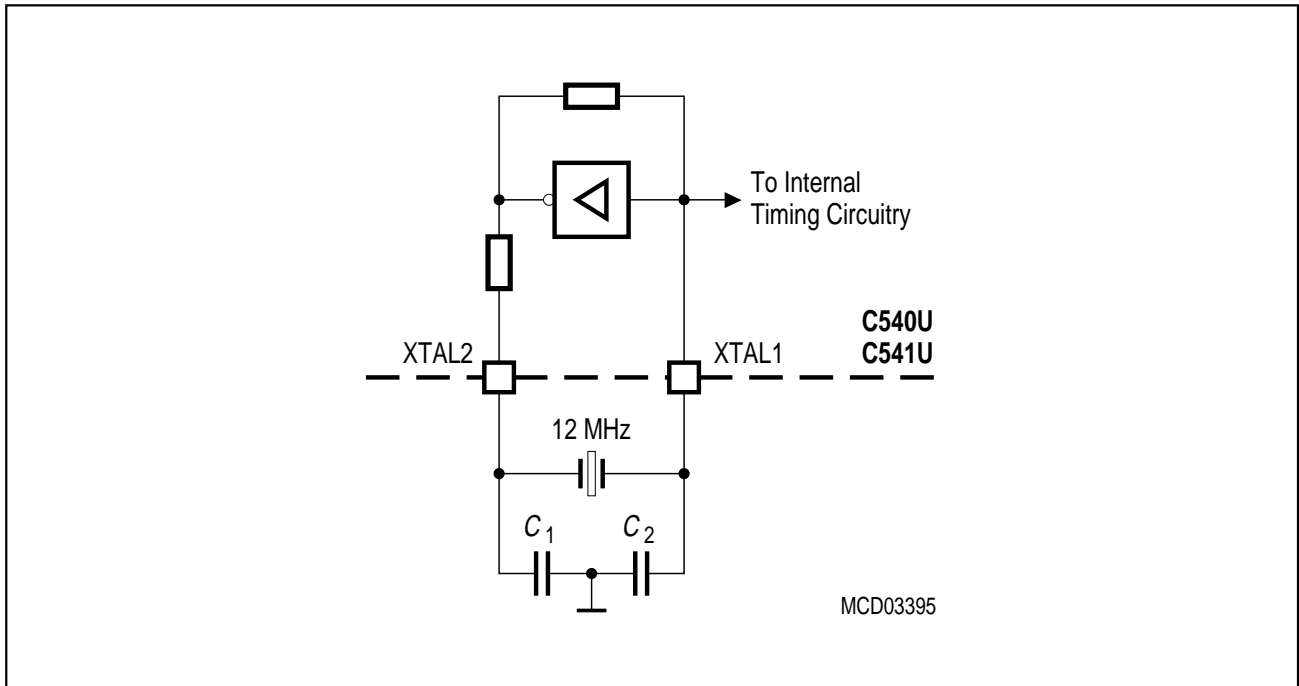 To Internal
Timing Circuitry
C540U
C541U
XTAL2
XTAL1
12 MHz
C1
C2
MCD03395